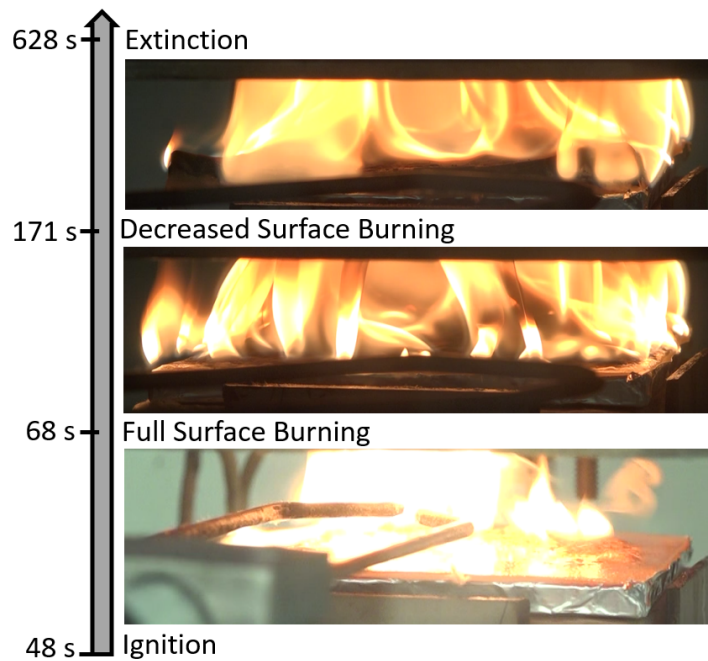 628 s Extinction
171 s Decreased Surface Burning
68 s Full Surface Burning
48 s Ignition